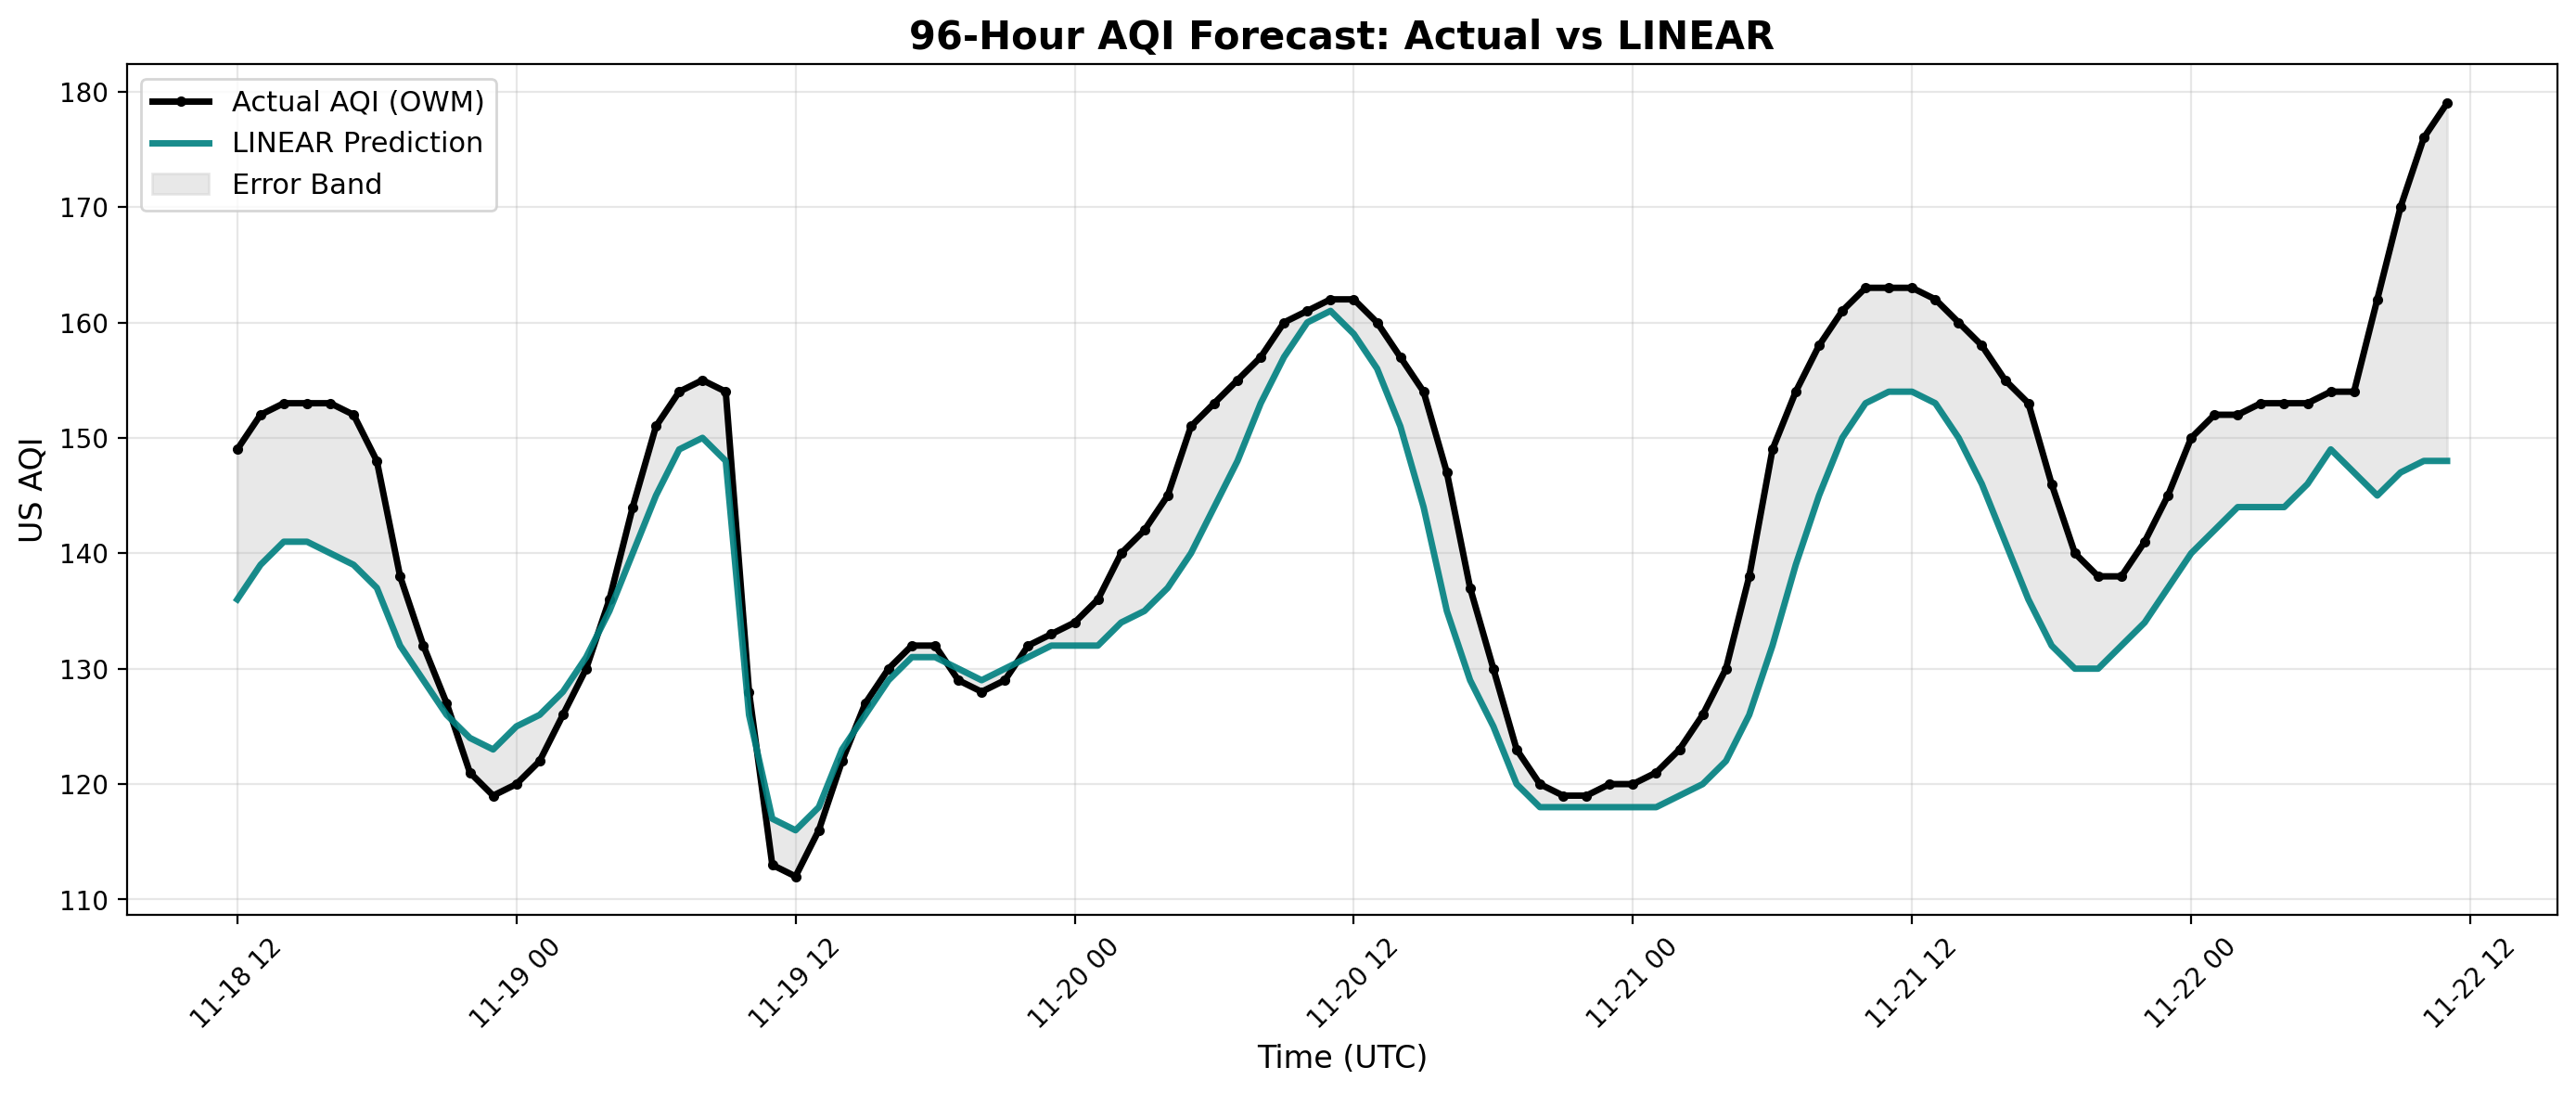 96-Hour AQI Forecast: Actual vs LINEAR
Actual AQI (OWM)
LINEAR Prediction
Error Band
US AQI
180
170
160
150
140
130
120
110
11-18 12
11-19 00
11-19 12
11-20 00
11-20 12
11-21 00
11-21 12
11-22 00
11-22 12
Time (UTC)